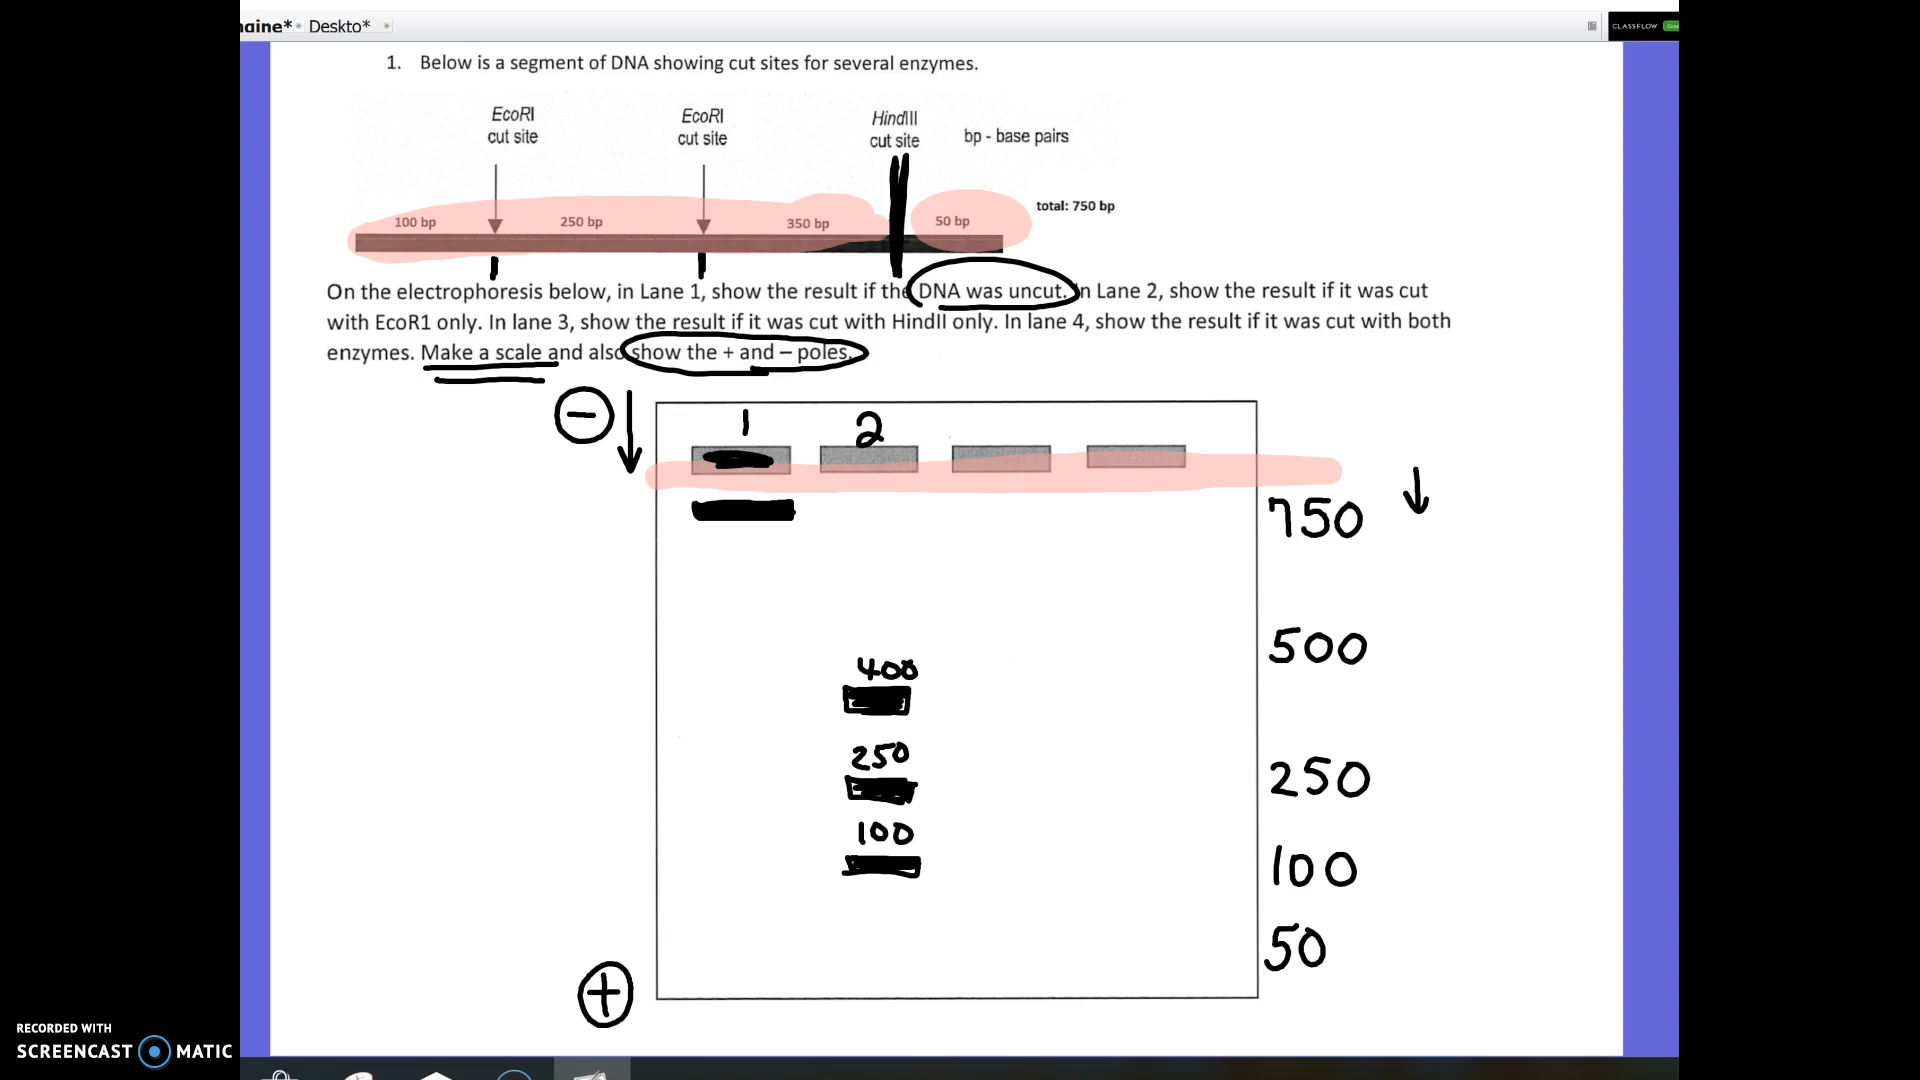 naine* Deskto*
CLASSFLOW
1. Below is a segment of DNA showing cut sites for several enzymes.
EcoRI EcoRI HindIII
cut site cut site cut site bp - base pairs
total: 750 bp
100 bp 250 bp 350 bp 50 bp
On the electrophoresis below, in Lane 1, show the result if the DNA was uncut. In Lane 2, show the result if it was cut
with EcoR1 only. In lane 3, show the result if it was cut with HindII only. In lane 4, show the result if it was cut with both
enzymes. Make a scale and also show the + and – poles.
−
1 2
750
500
400
250
250
100
100
50
+
RECORDED WITH
SCREENCAST MATIC